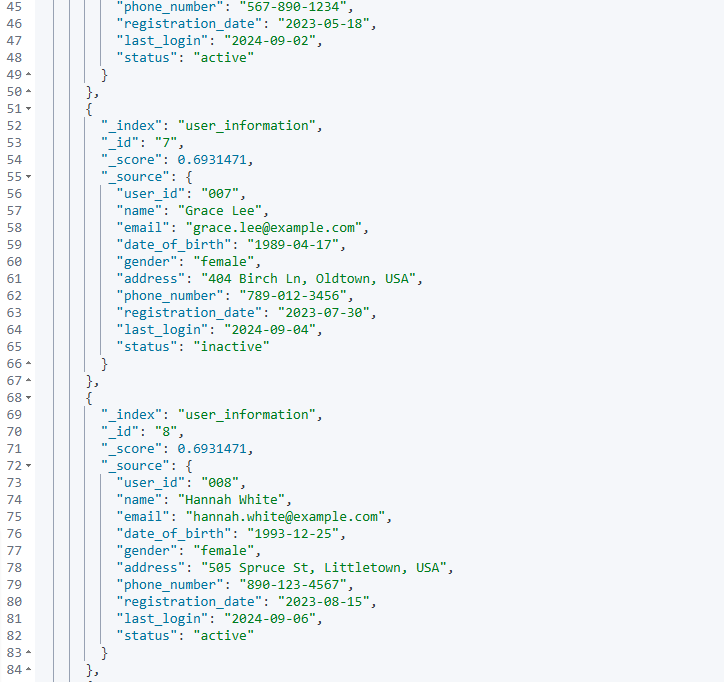 45 "phone_number": "567-890-1234",
46 "registration_date": "2023-05-18",
47 "last_login": "2024-09-02",
48 "status": "active"
49 }
50 },
51 {
52 "_index": "user_information",
53 "_id": "7",
54 "_score": 0.6931471,
55 "_source": {
56 "user_id": "007",
57 "name": "Grace Lee",
58 "email": "grace.lee@example.com",
59 "date_of_birth": "1989-04-17",
60 "gender": "female",
61 "address": "404 Birch Ln, Oldtown, USA",
62 "phone_number": "789-012-3456",
63 "registration_date": "2023-07-30",
64 "last_login": "2024-09-04",
65 "status": "inactive"
66 }
67 },
68 {
69 "_index": "user_information",
70 "_id": "8",
71 "_score": 0.6931471,
72 "_source": {
73 "user_id": "008",
74 "name": "Hannah White",
75 "email": "hannah.white@example.com",
76 "date_of_birth": "1993-12-25",
77 "gender": "female",
78 "address": "505 Spruce St, Littletown, USA",
79 "phone_number": "890-123-4567",
80 "registration_date": "2023-08-15",
81 "last_login": "2024-09-06",
82 "status": "active"
83 }
84 },